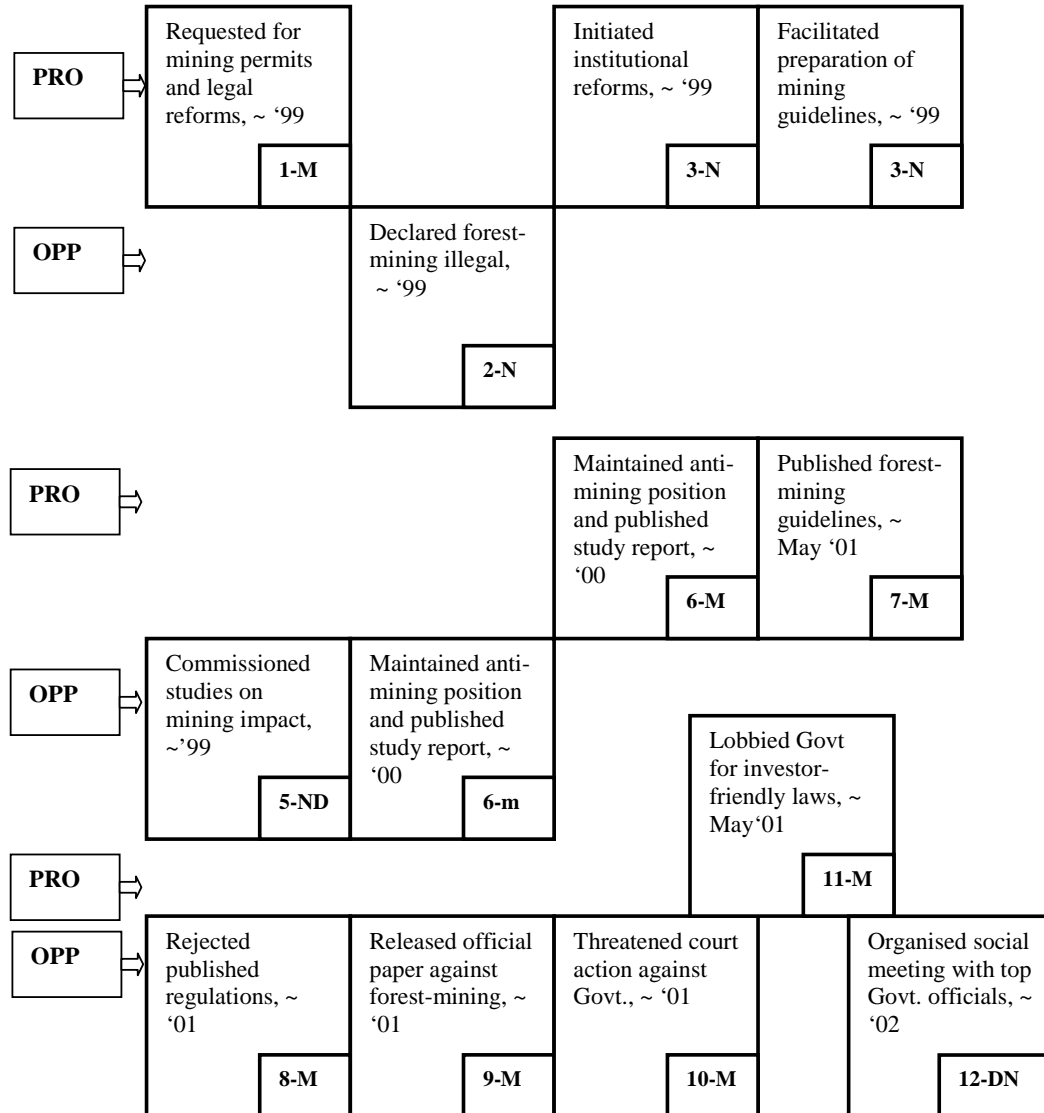 PRO
Requested for
mining permits
and legal
reforms, ~ ‘99
1-M
Initiated
institutional
reforms, ~ ‘99
3-N
Facilitated
preparation of
mining
guidelines, ~ ‘99
3-N
OPP
Declared forest-
mining illegal,
~ ‘99
2-N
PRO
Maintained anti-
mining position
and published
study report, ~
‘00
6-M
Published forest-
mining
guidelines, ~
May ‘01
7-M
OPP
Commissioned
studies on
mining impact,
~’99
5-ND
Maintained anti-
mining position
and published
study report, ~
‘00
6-m
PRO
Lobbied Govt
for investor-
friendly laws, ~
May‘01
11-M
OPP
Rejected
published
regulations, ~
‘01
8-M
Released official
paper against
forest-mining, ~
‘01
9-M
Threatened court
action against
Govt., ~ ‘01
10-M
Organised social
meeting with top
Govt. officials, ~
‘02
12-DN